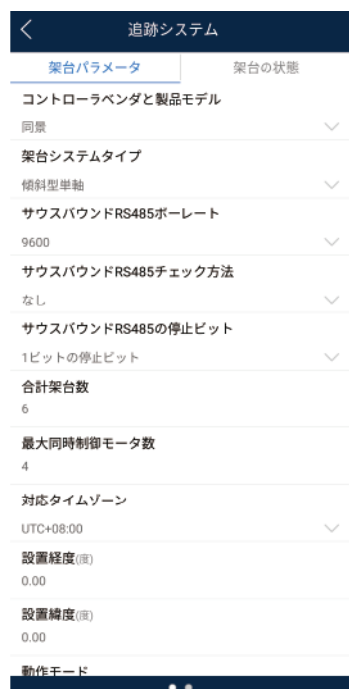 追跡システム
架台パラメータ 架台の状態
コントローラベンダと製品モデル
同景
架台システムタイプ
傾斜型単軸
サウスバウンドRS485ボーレート
9600
サウスバウンドRS485チェック方法
なし
サウスバウンドRS485の停止ビット
1ビットの停止ビット
合計架台数
6
最大同時制御モータ数
4
対応タイムゾーン
UTC+08:00
設置経度(度)
0.00
設置緯度(度)
0.00
動作モード